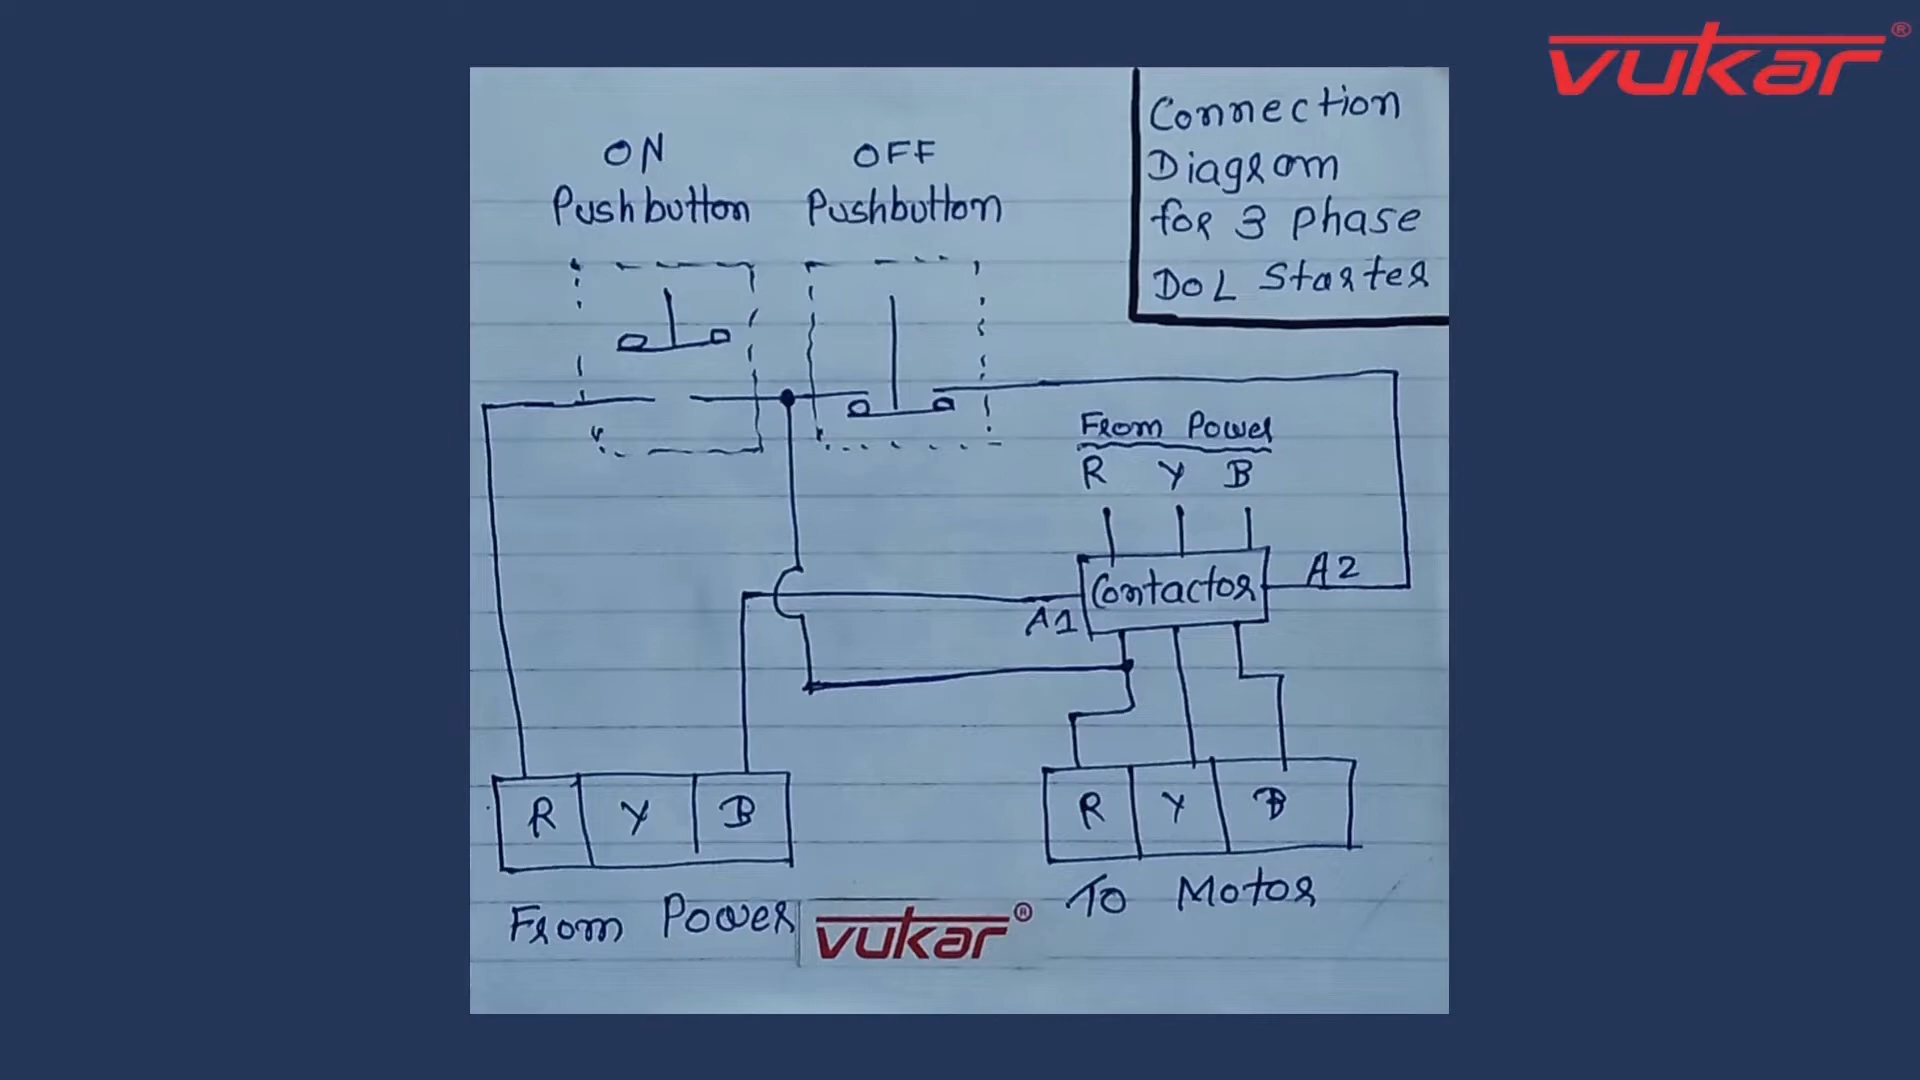 vukar®
Connection
Diagram
for 3 phase
DOL Starter
ON
Pushbutton
OFF
Pushbutton
From Power
R Y B
Contactor
A1
A2
R Y B
From Power
R Y B
To Motor
vukar®